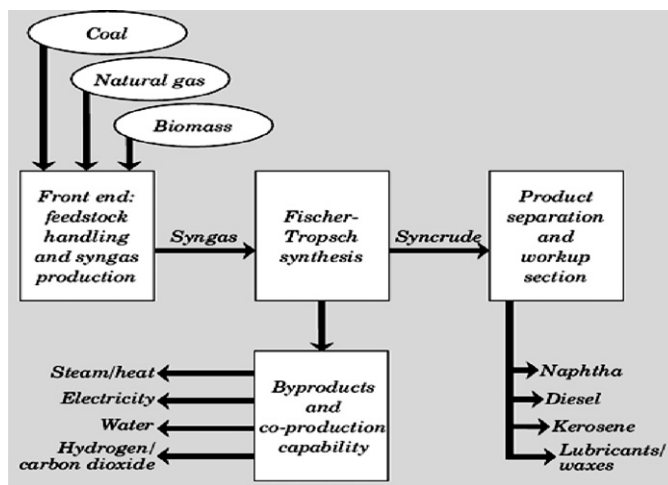 Coal
Natural gas
Biomass
Front end:
feedstock
handling
and syngas
production
Syngas
Fischer-
Tropsch
synthesis
Syncrude
Product
separation
and
workup
section
Steam/heat
Electricity
Water
Hydrogen/
carbon dioxide
Byproducts
and
co-production
capability
Naphtha
Diesel
Kerosene
Lubricants/
waxes